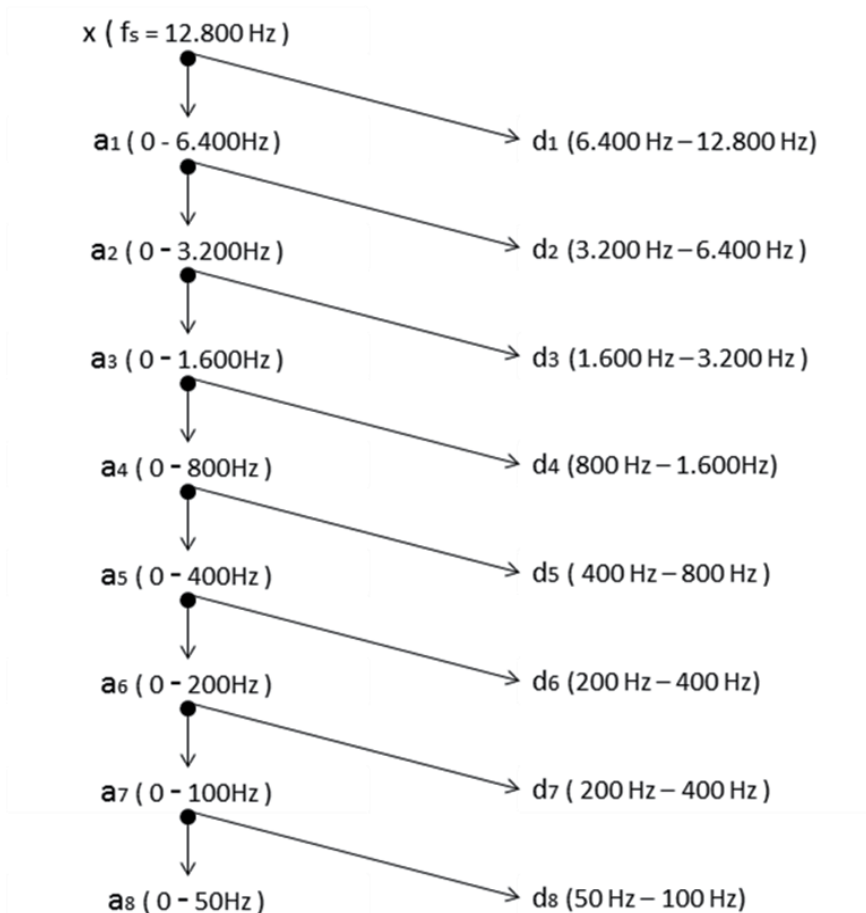 x ( fs = 12.800 Hz )
a1 ( 0 - 6.400Hz )
d1 (6.400 Hz – 12.800 Hz)
a2 ( 0 - 3.200Hz )
d2 (3.200 Hz – 6.400 Hz )
a3 ( 0 - 1.600Hz )
d3 (1.600 Hz – 3.200 Hz )
a4 ( 0 - 800Hz )
d4 (800 Hz – 1.600Hz)
a5 ( 0 - 400Hz )
d5 ( 400 Hz – 800 Hz )
a6 ( 0 - 200Hz )
d6 (200 Hz – 400 Hz)
a7 ( 0 - 100Hz )
d7 ( 200 Hz – 400 Hz )
a8 ( 0 - 50Hz )
d8 (50 Hz – 100 Hz)